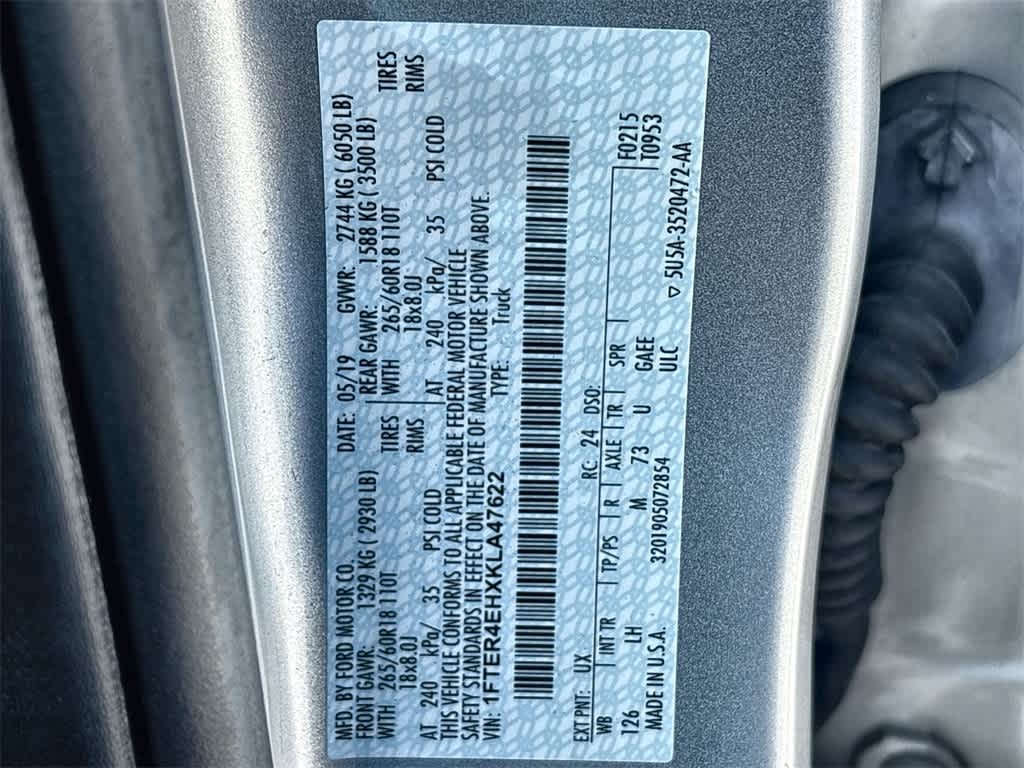 MFD BY FORD MOTOR CO. DATE: 05/19 GVWR: 2744 KG ( 6050 LB)
FRONT GAWR: 1329 KG ( 2930 LB) REAR GAWR: 1588 KG ( 3500 LB)
WITH 265/60R18 110T TIRES WITH 265/60R18 110T TIRES
18x8.0J RIMS 18x8.0J RIMS
AT 240 kPa/ 35 PSI COLD AT 240 kPa/ 35 PSI COLD
THIS VEHICLE CONFORMS TO ALL APPLICABLE FEDERAL MOTOR VEHICLE
SAFETY STANDARDS IN EFFECT ON THE DATE OF MANUFACTURE SHOWN ABOVE.
VIN: 1FTER4EHXKLA47622 TYPE: Truck
EXT PNT: UX RC: 24 DSO: F0215
WB INT TR TP/PS R AXLE TR SPR T0953
126 LH M 73 U GAEE
MADE IN U.S.A. 320190507 2854 ULC
▽ 5U5A-3520472-AA